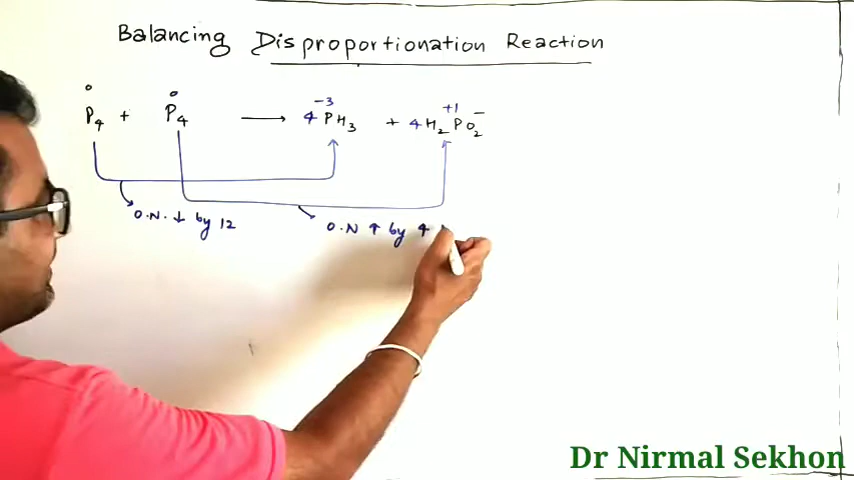 Balancing Disproportionation Reaction
0 0 -3 +1
P4 + P4 ⟶ 4PH3 + 4H2PO2⁻
O.N. ↓ by 12
O.N ↑ by 4
Dr Nirmal Sekhon